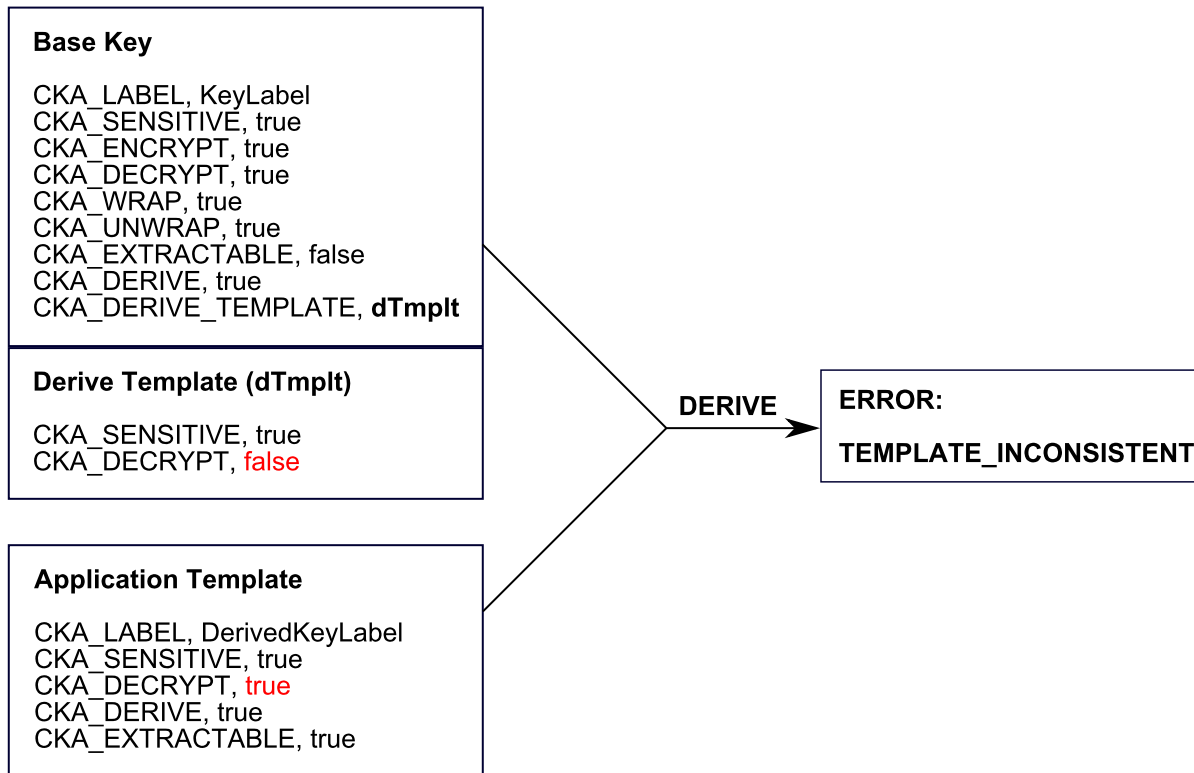 Base Key
CKA_LABEL, KeyLabel
CKA_SENSITIVE, true
CKA_ENCRYPT, true
CKA_DECRYPT, true
CKA_WRAP, true
CKA_UNWRAP, true
CKA_EXTRACTABLE, false
CKA_DERIVE, true
CKA_DERIVE_TEMPLATE, dTmplt
Derive Template (dTmplt)
CKA_SENSITIVE, true
CKA_DECRYPT, false
Application Template
CKA_LABEL, DerivedKeyLabel
CKA_SENSITIVE, true
CKA_DECRYPT, true
CKA_DERIVE, true
CKA_EXTRACTABLE, true
DERIVE
ERROR:
TEMPLATE_INCONSISTENT